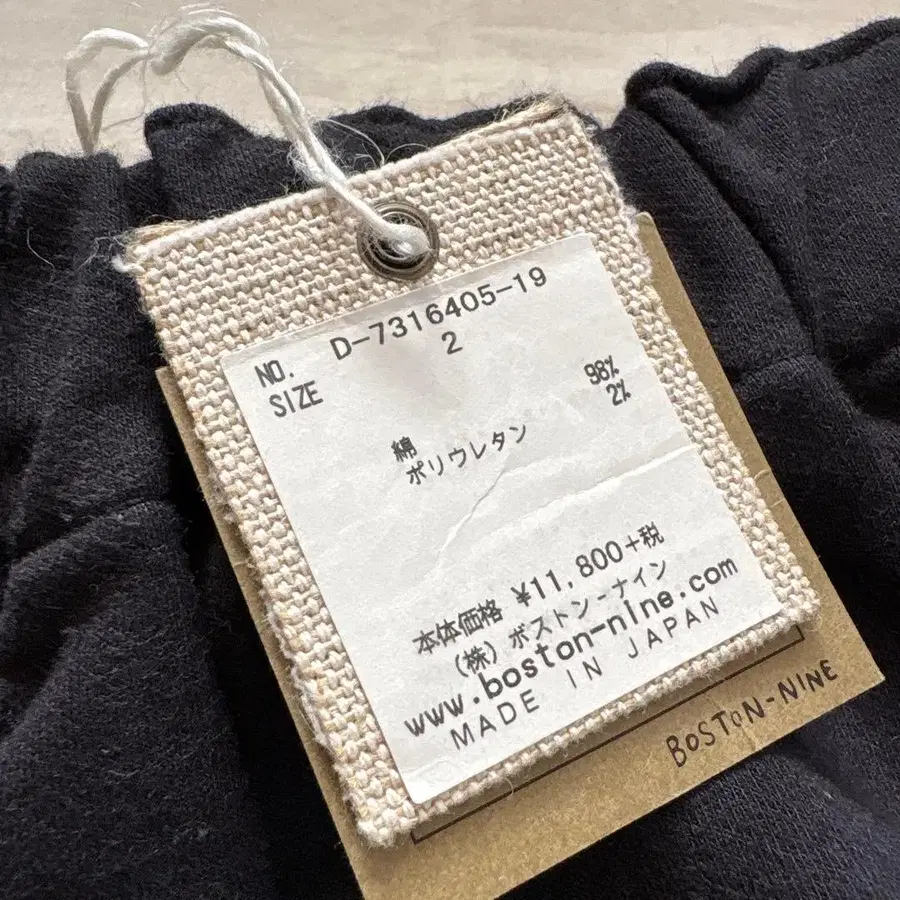 NO. D-7316405-19
SIZE 2
綿 98%
ポリウレタン 2%
本体価格 ¥11,800+税
(株)ボストン-ナイン
www.boston-nine.com
MADE IN JAPAN
BOSTON-NINE